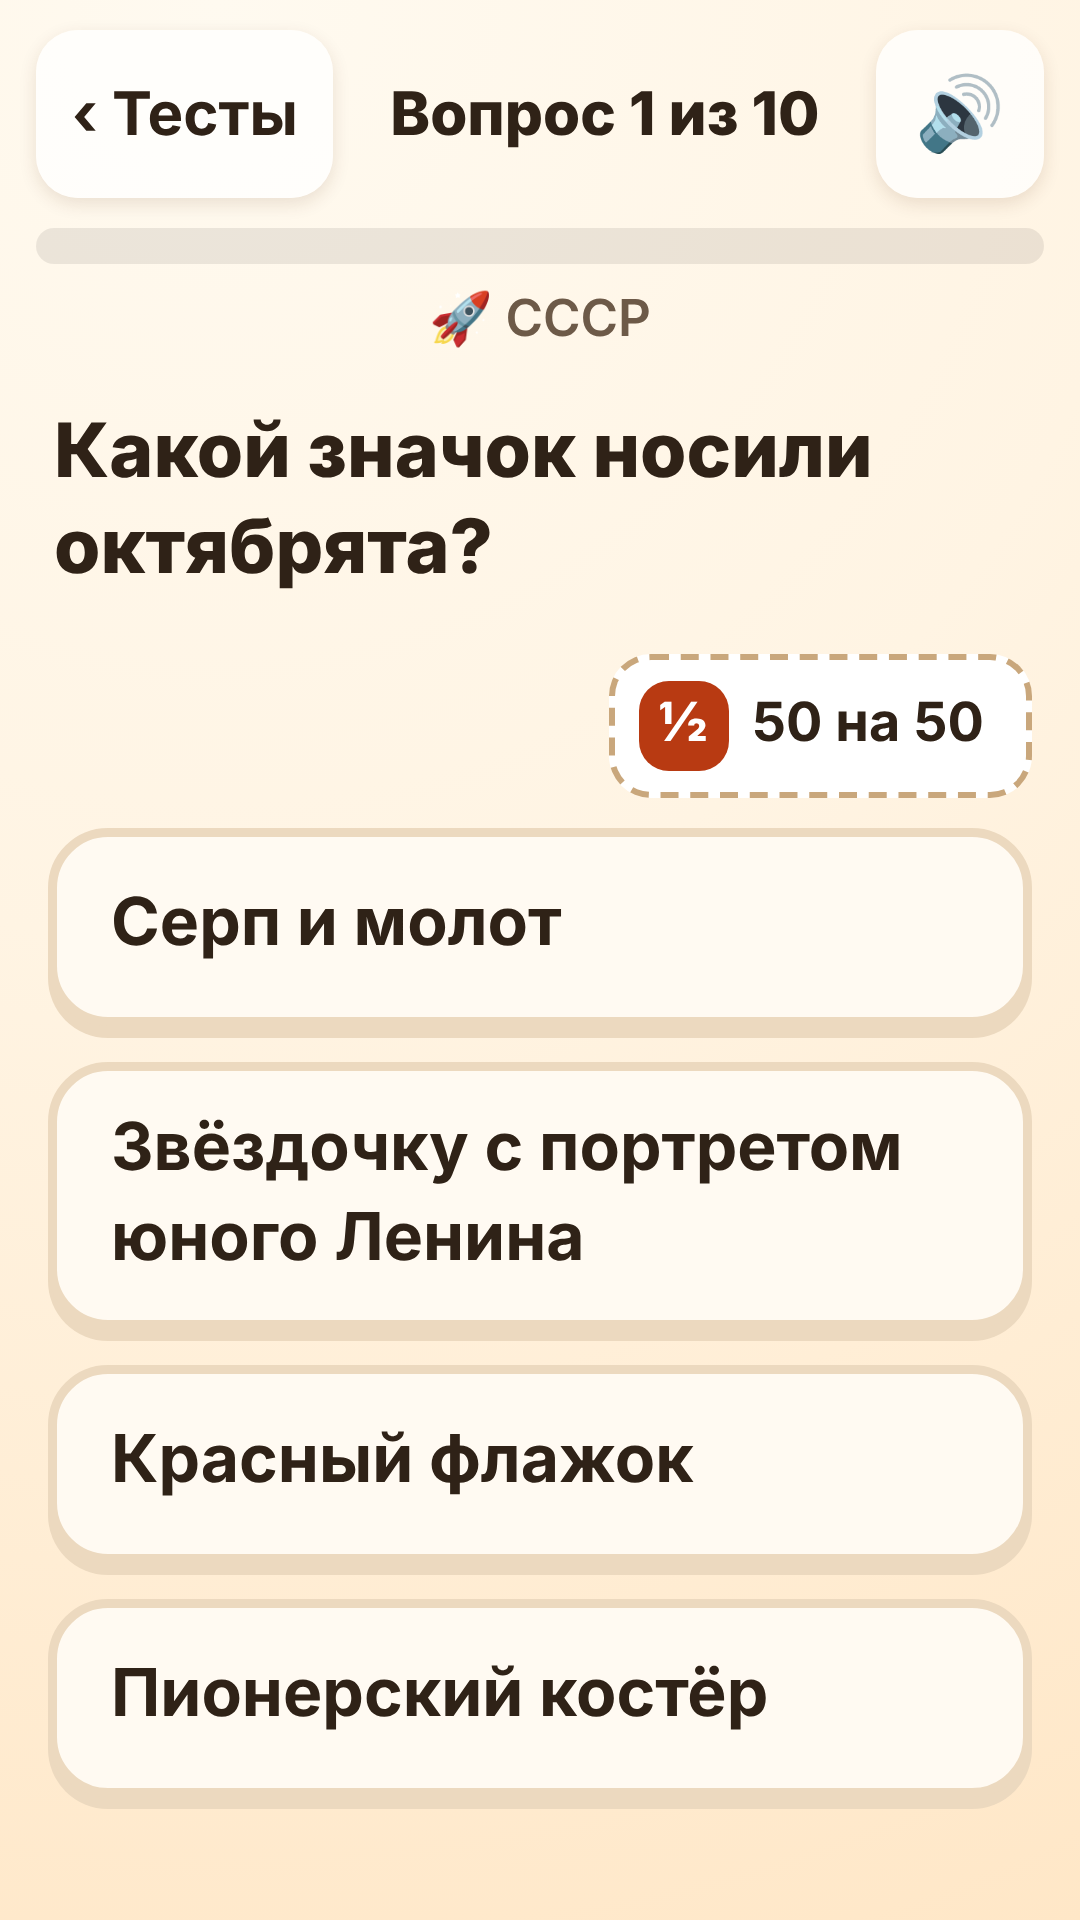 ‹ Тесты
Вопрос 1 из 10
СССР
Какой значок носили
октябрята?
½ 50 на 50
Серп и молот
Звёздочку с портретом
юного Ленина
Красный флажок
Пионерский костёр